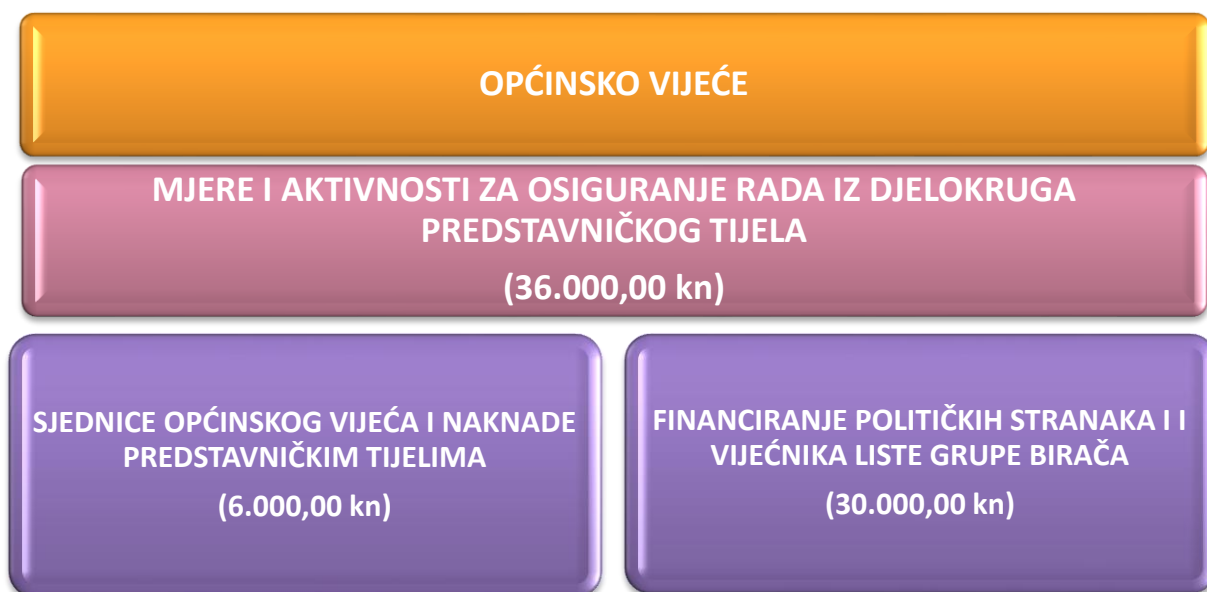 OPĆINSKO VIJEĆE
MJERE I AKTIVNOSTI ZA OSIGURANJE RADA IZ DJELOKRUGA
PREDSTAVNIČKOG TIJELA
(36.000,00 kn)
SJEDNICE OPĆINSKOG VIJEĆA I NAKNADE
PREDSTAVNIČKIM TIJELIMA
(6.000,00 kn)
FINANCIRANJE POLITIČKIH STRANAKA I I
VIJEĆNIKA LISTE GRUPE BIRAČA
(30.000,00 kn)